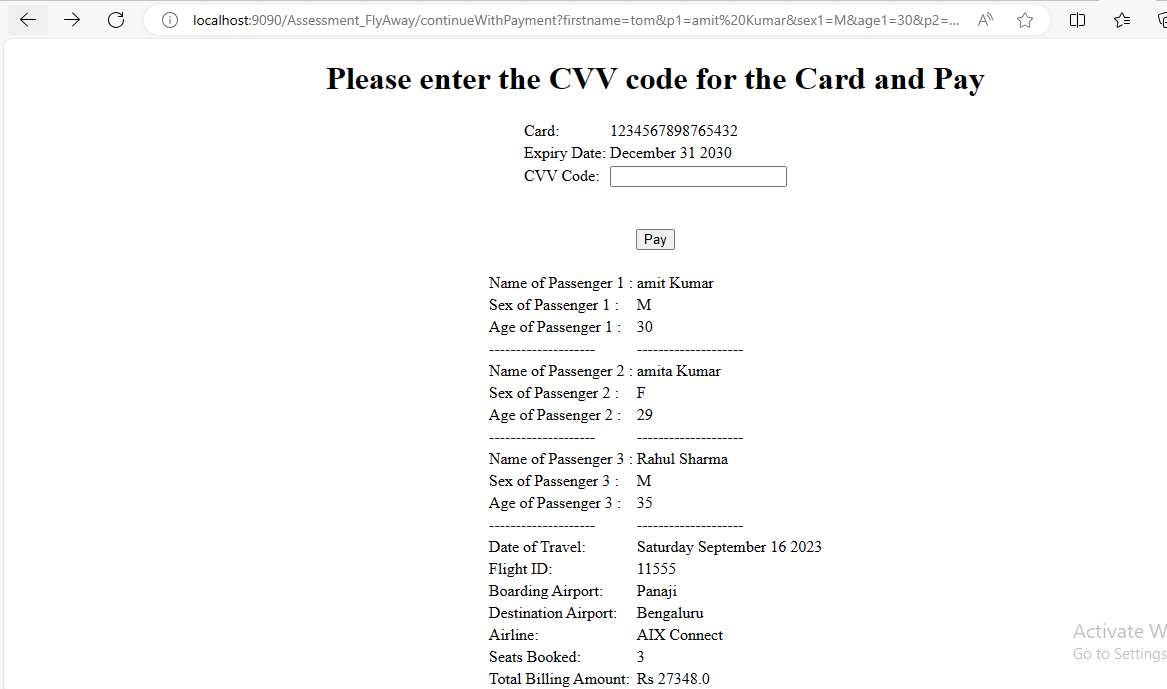 localhost:9090/Assessment_FlyAway/continueWithPayment?firstname=tom&p1=amit%20Kumar&sex1=M&age1=30&p2=...
Please enter the CVV code for the Card and Pay
Card: 1234567898765432
Expiry Date: December 31 2030
CVV Code:
Pay
Name of Passenger 1 : amit Kumar
Sex of Passenger 1 : M
Age of Passenger 1 : 30
-------------------- --------------------
Name of Passenger 2 : amita Kumar
Sex of Passenger 2 : F
Age of Passenger 2 : 29
-------------------- --------------------
Name of Passenger 3 : Rahul Sharma
Sex of Passenger 3 : M
Age of Passenger 3 : 35
-------------------- --------------------
Date of Travel: Saturday September 16 2023
Flight ID: 11555
Boarding Airport: Panaji
Destination Airport: Bengaluru
Airline: AIX Connect
Seats Booked: 3
Total Billing Amount: Rs 27348.0
Activate W
Go to Settings